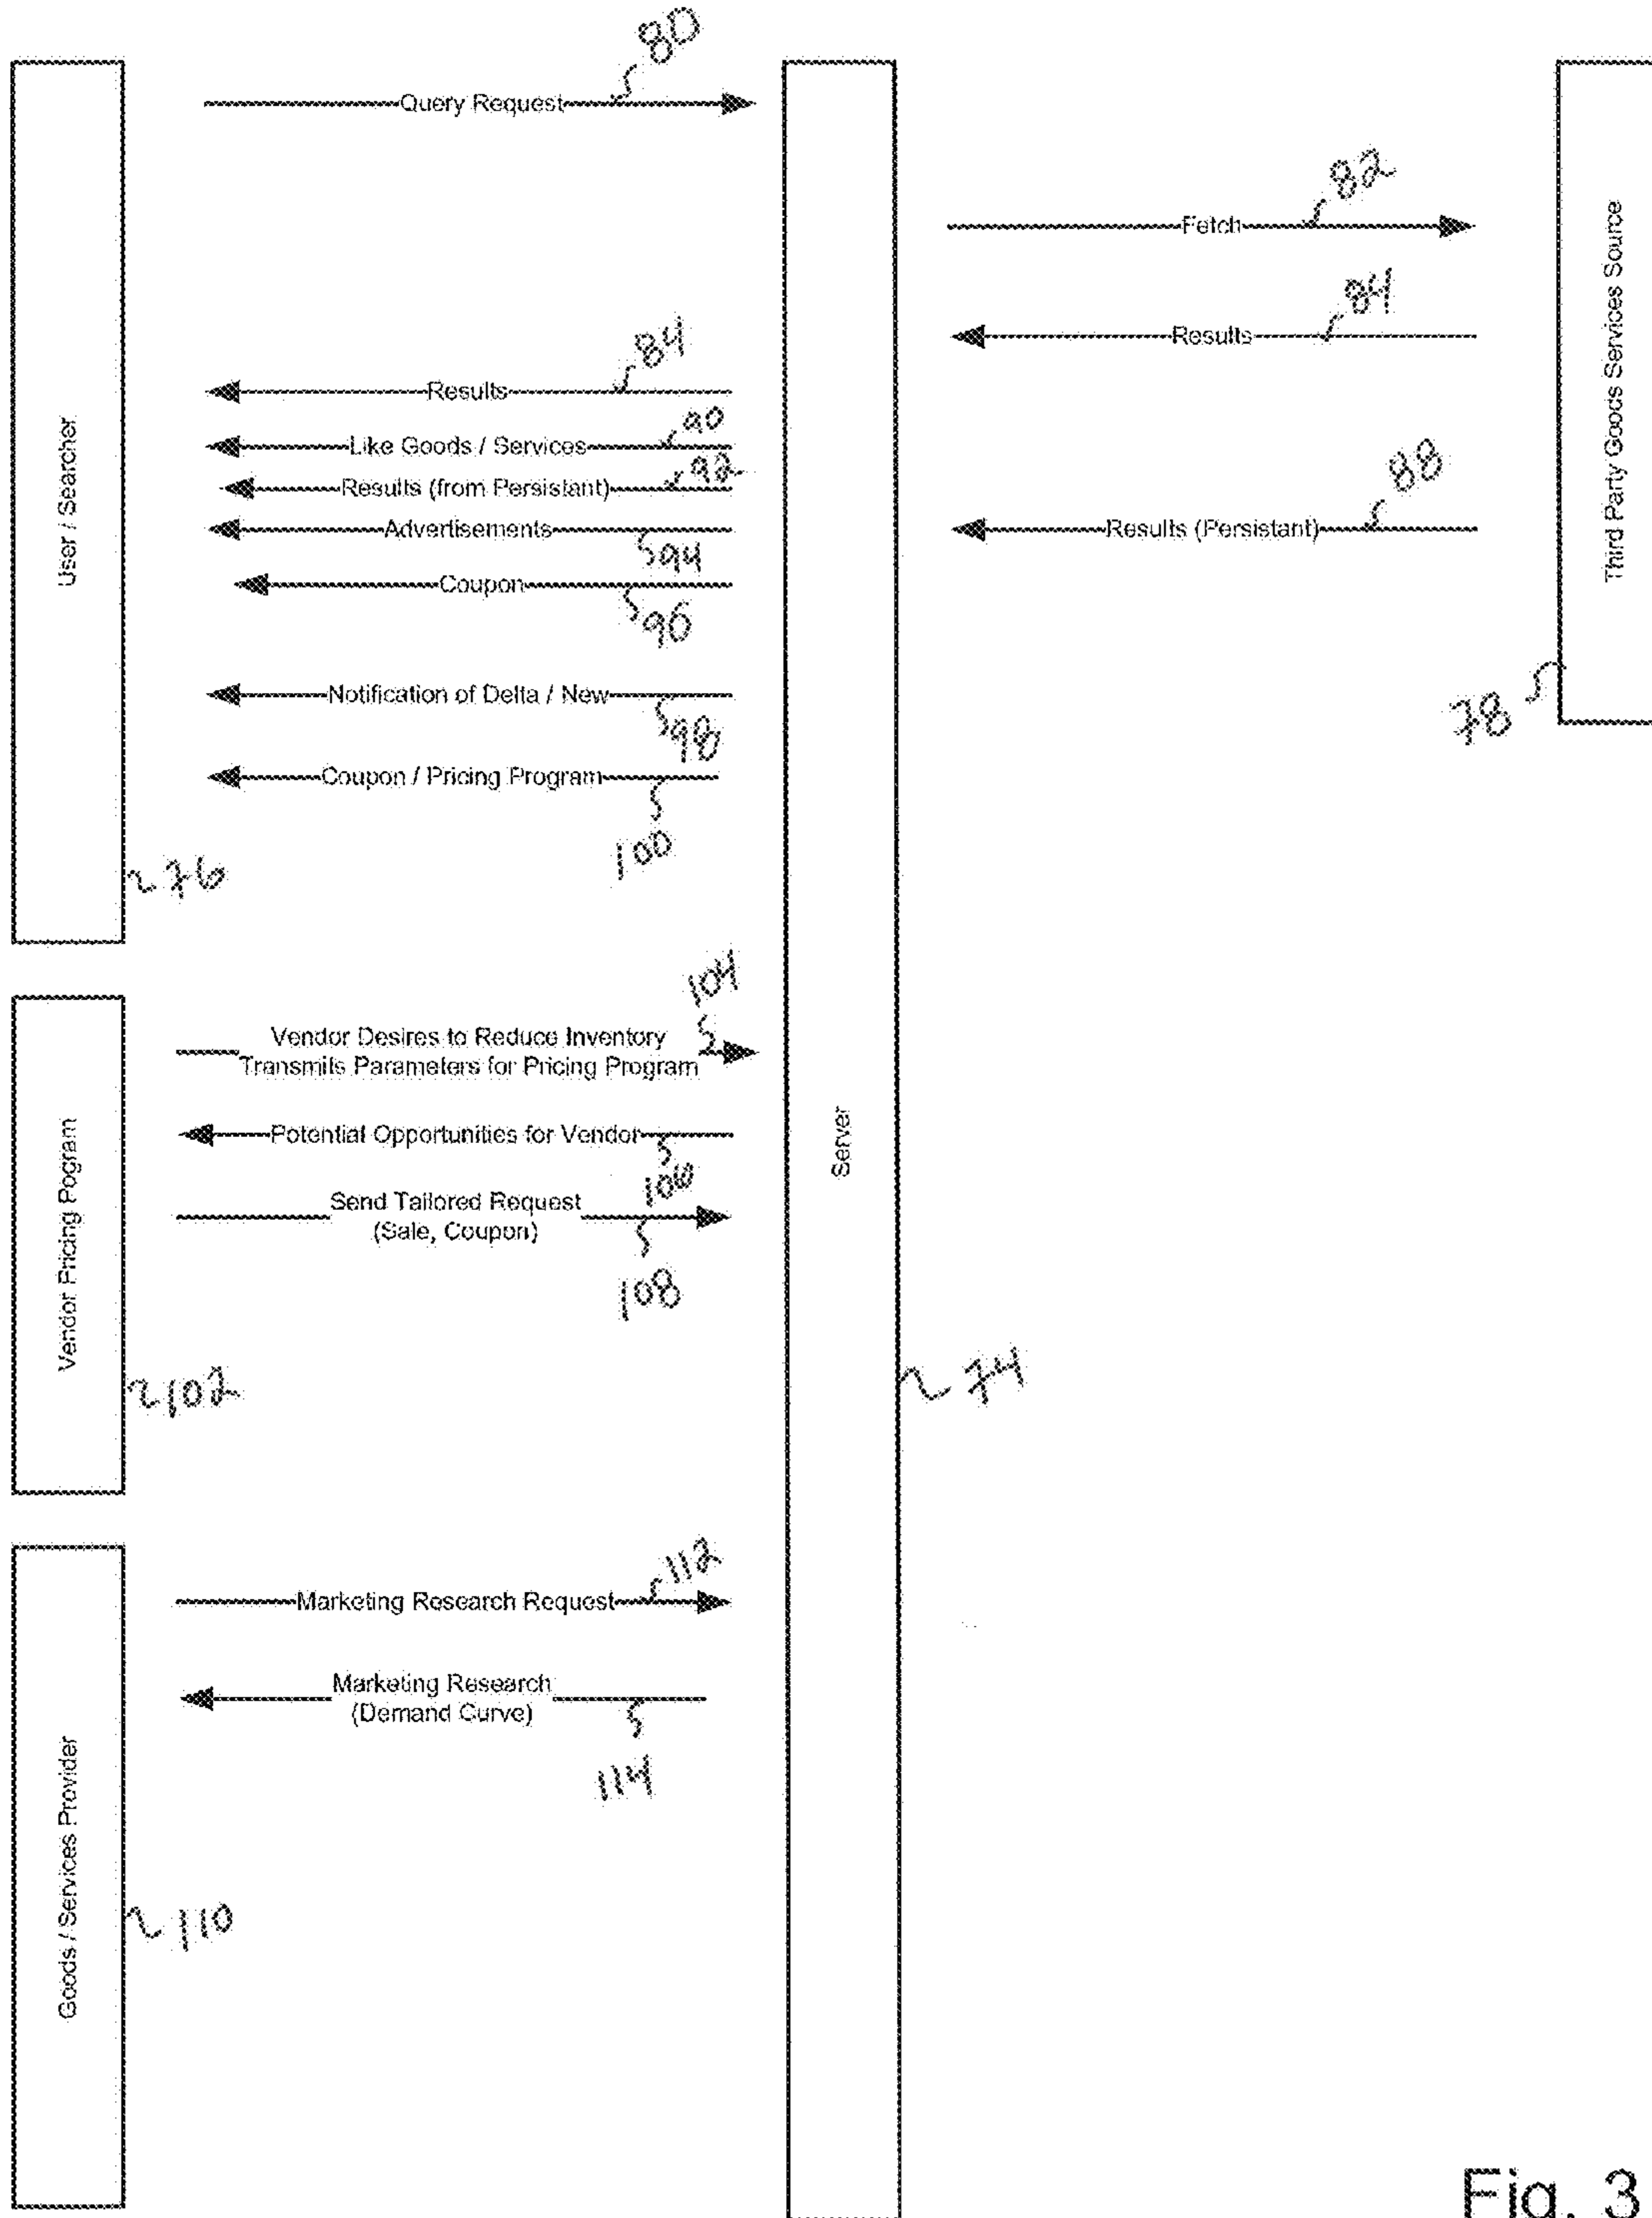 80
Query Request
82
Fetch
84
Results
84
Results
90
Like Goods / Services
92
Results (from Persistant)
88
Results (Persistant)
Advertisements
94
Coupon
96
Notification of Delta / New
98
Coupon / Pricing Program
100
User / Searcher
76
Third Party Goods Services Source
78
104
Vendor Desires to Reduce Inventory
Transmits Parameters for Pricing Program
Potential Opportunities for Vendor
106
Send Tailored Request
(Sale, Coupon)
108
Vendor Pricing Pogram
102
Server
74
112
Marketing Research Request
Marketing Research
(Demand Curve)
114
Goods / Services Provider
110
Fig. 3